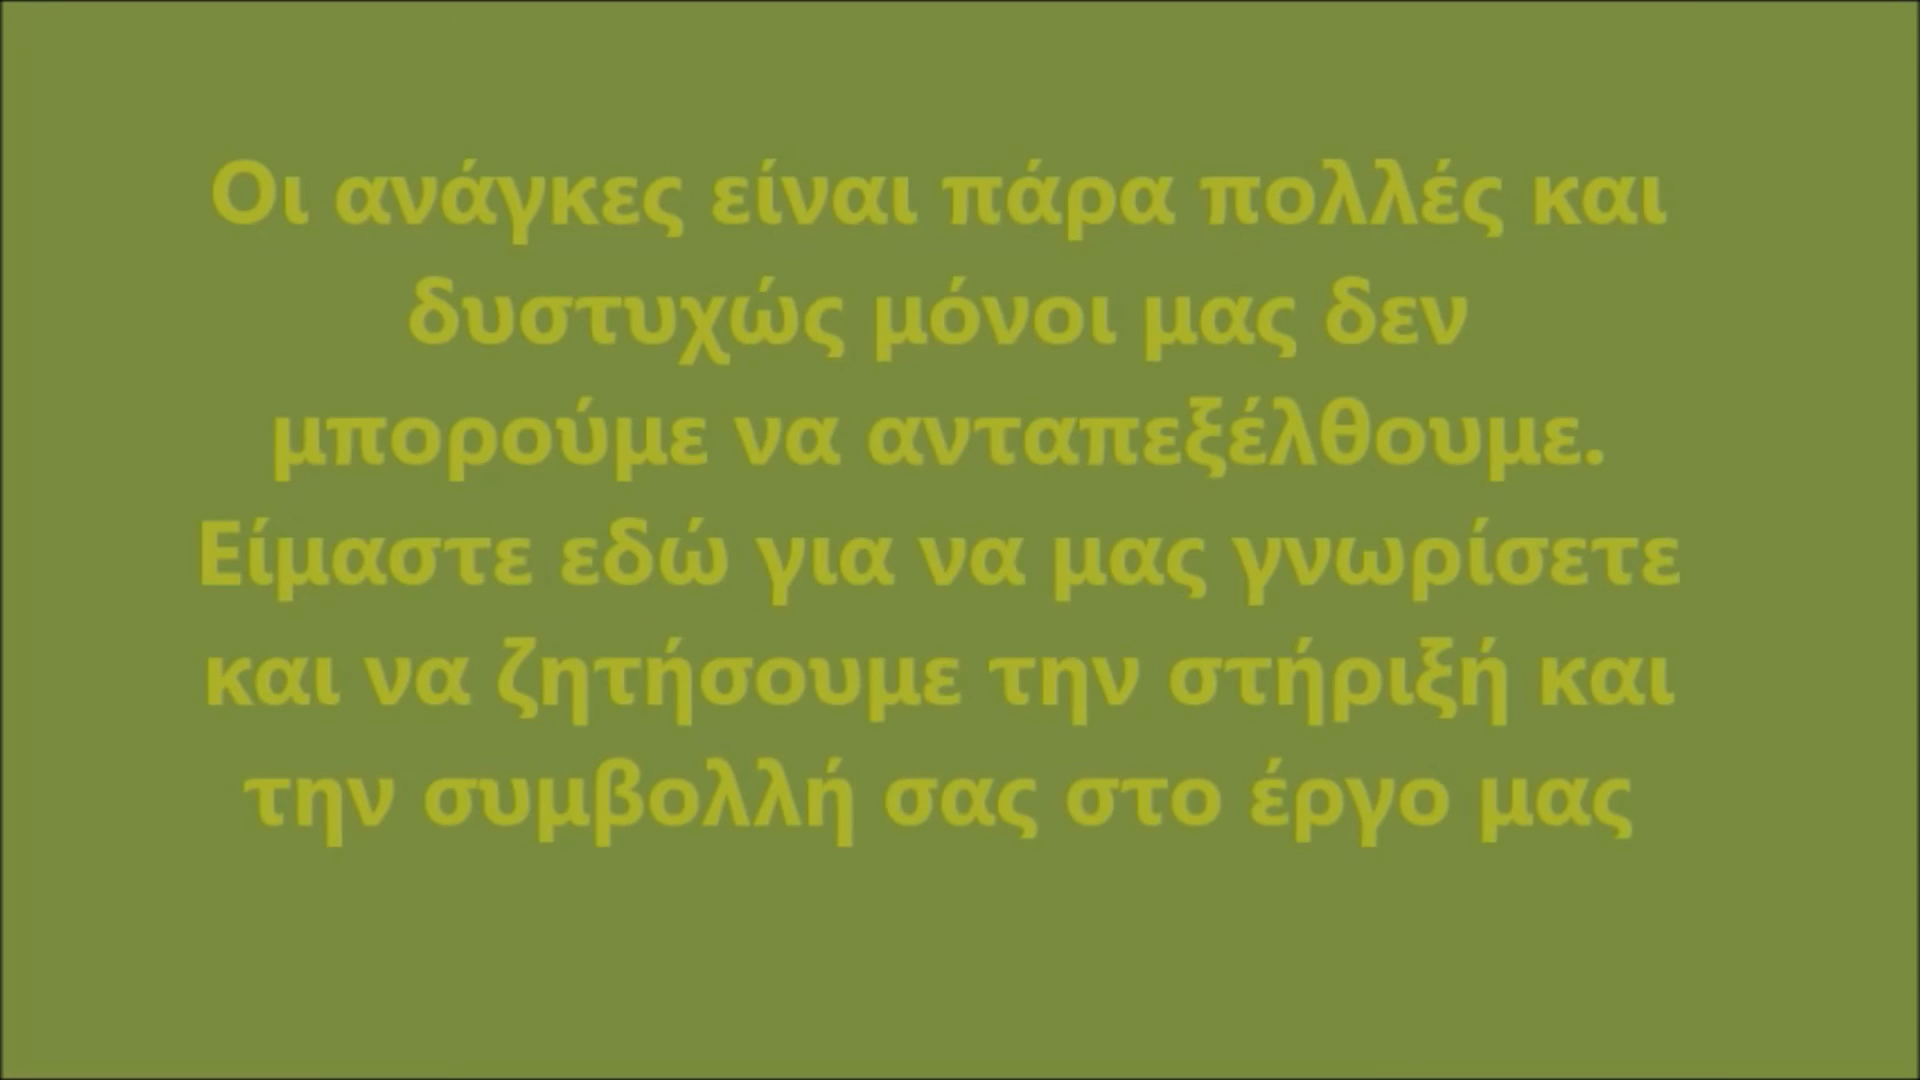 Οι ανάγκες είναι πάρα πολλές και
δυστυχώς μόνοι μας δεν
μπορούμε να ανταπεξέλθουμε.
Είμαστε εδώ για να μας γνωρίσετε
και να ζητήσουμε την στήριξή και
την συμβολλή σας στο έργο μας